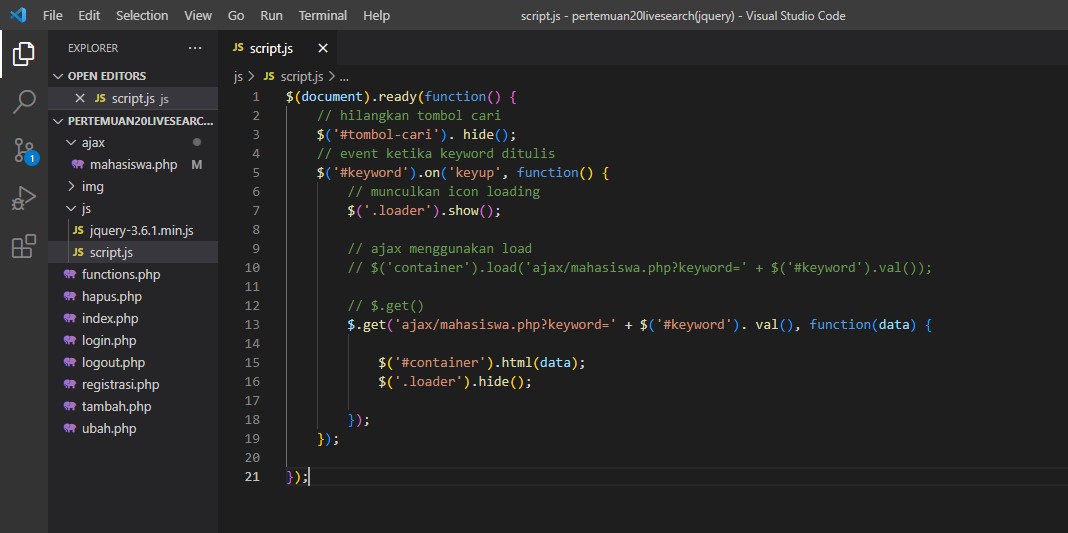 File Edit Selection View Go Run Terminal Help script.js - pertemuan20livesearch(jquery) - Visual Studio Code
EXPLORER ...
OPEN EDITORS
JS script.js js
PERTEMUAN20LIVESEARC...
ajax
mahasiswa.php M
img
js
JS jquery-3.6.1.min.js
JS script.js
functions.php
hapus.php
index.php
login.php
logout.php
registrasi.php
tambah.php
ubah.php
1
JS script.js
js > JS script.js > ...
1 $(document).ready(function() {
2 // hilangkan tombol cari
3 $('#tombol-cari'). hide();
4 // event ketika keyword ditulis
5 $('#keyword').on('keyup', function() {
6 // munculkan icon loading
7 $('.loader').show();
8
9 // ajax menggunakan load
10 // $('container').load('ajax/mahasiswa.php?keyword=' + $('#keyword').val());
11
12 // $.get()
13 $.get('ajax/mahasiswa.php?keyword=' + $('#keyword'). val(), function(data) {
14
15 $('#container').html(data);
16 $('.loader').hide();
17
18 });
19 });
20
21 });